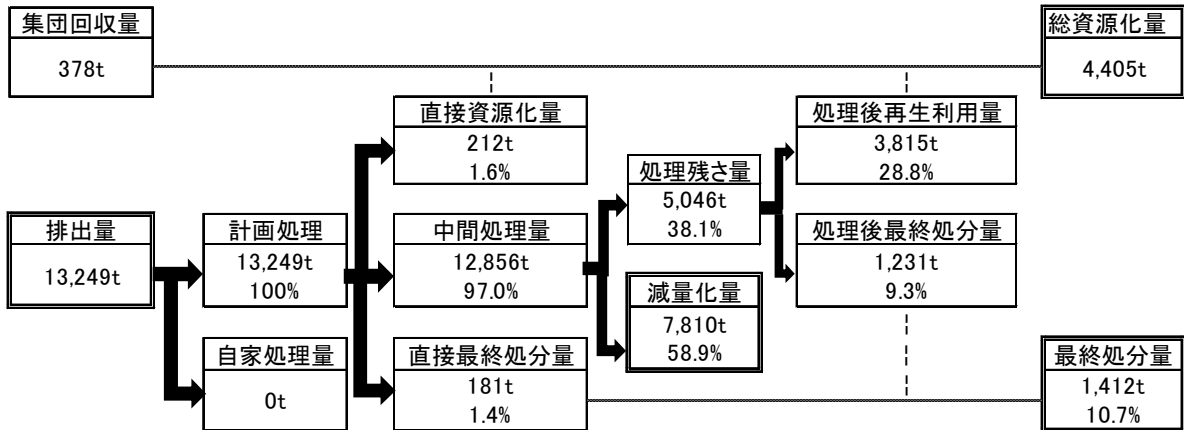 集団回収量
378t
総資源化量
4,405t
直接資源化量
212t
1.6%
処理後再生利用量
3,815t
28.8%
処理残さ量
5,046t
38.1%
排出量
13,249t
計画処理
13,249t
100%
中間処理量
12,856t
97.0%
処理後最終処分量
1,231t
9.3%
減量化量
7,810t
58.9%
自家処理量
0t
直接最終処分量
181t
1.4%
最終処分量
1,412t
10.7%